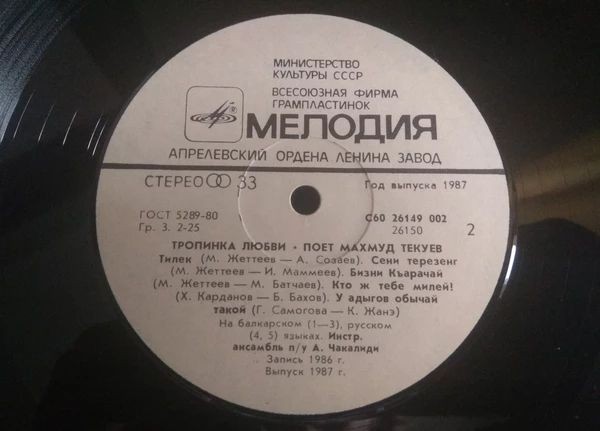 МИНИСТЕРСТВО
КУЛЬТУРЫ СССР
ВСЕСОЮЗНАЯ ФИРМА
ГРАМПЛАСТИНОК
МЕЛОДИЯ
АПРЕЛЕВСКИЙ ОРДЕНА ЛЕНИНА ЗАВОД
СТЕРЕО 33
Год выпуска 1987
ГОСТ 5289-80
С60 26149 002
Гр. 3. 2-25
26150
2
ТРОПИНКА ЛЮБВИ · ПОЕТ МАХМУД ТЕКУЕВ
Тилек (М. Жеттеев — А. Созаев). Сени терезенг
(М. Жеттеев — И. Маммеев). Бизни Къарачай
(М. Жеттеев — М. Батчаев). Кто ж тебе милей!
(Х. Карданов — Б. Бахов). У адыгов обычай
такой (Г. Самогова — К. Жанэ)
На балкарском (1—3), русском
(4, 5) языках. Инстр.
ансамбль п/у А. Чакалиди
Запись 1986 г.
Выпуск 1987 г.